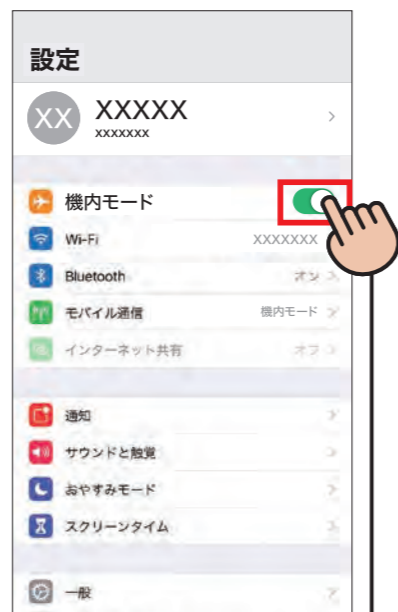 設定
XX
XXXXX
xxxxxxx
機内モード
Wi-Fi XXXXXXX
Bluetooth オン
モバイル通信 機内モード
インターネット共有 オフ
通知
サウンドと触覚
おやすみモード
スクリーンタイム
一般